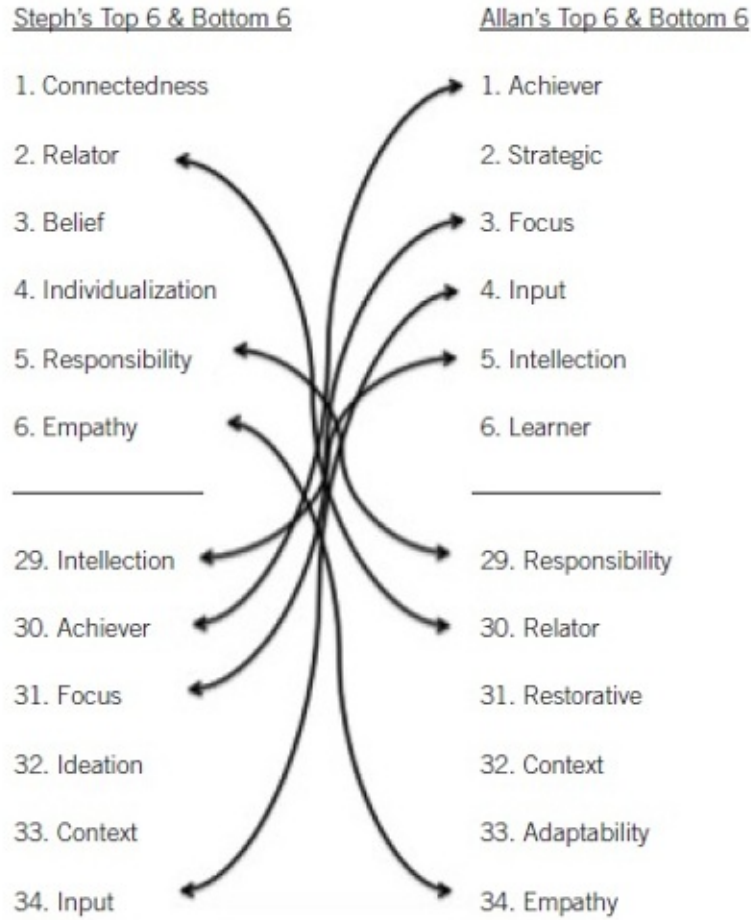 Steph's Top 6 & Bottom 6
1. Connectedness
2. Relator
3. Belief
4. Individualization
5. Responsibility
6. Empathy
29. Intellection
30. Achiever
31. Focus
32. Ideation
33. Context
34. Input
Allan's Top 6 & Bottom 6
1. Achiever
2. Strategic
3. Focus
4. Input
5. Intellection
6. Learner
29. Responsibility
30. Relator
31. Restorative
32. Context
33. Adaptability
34. Empathy